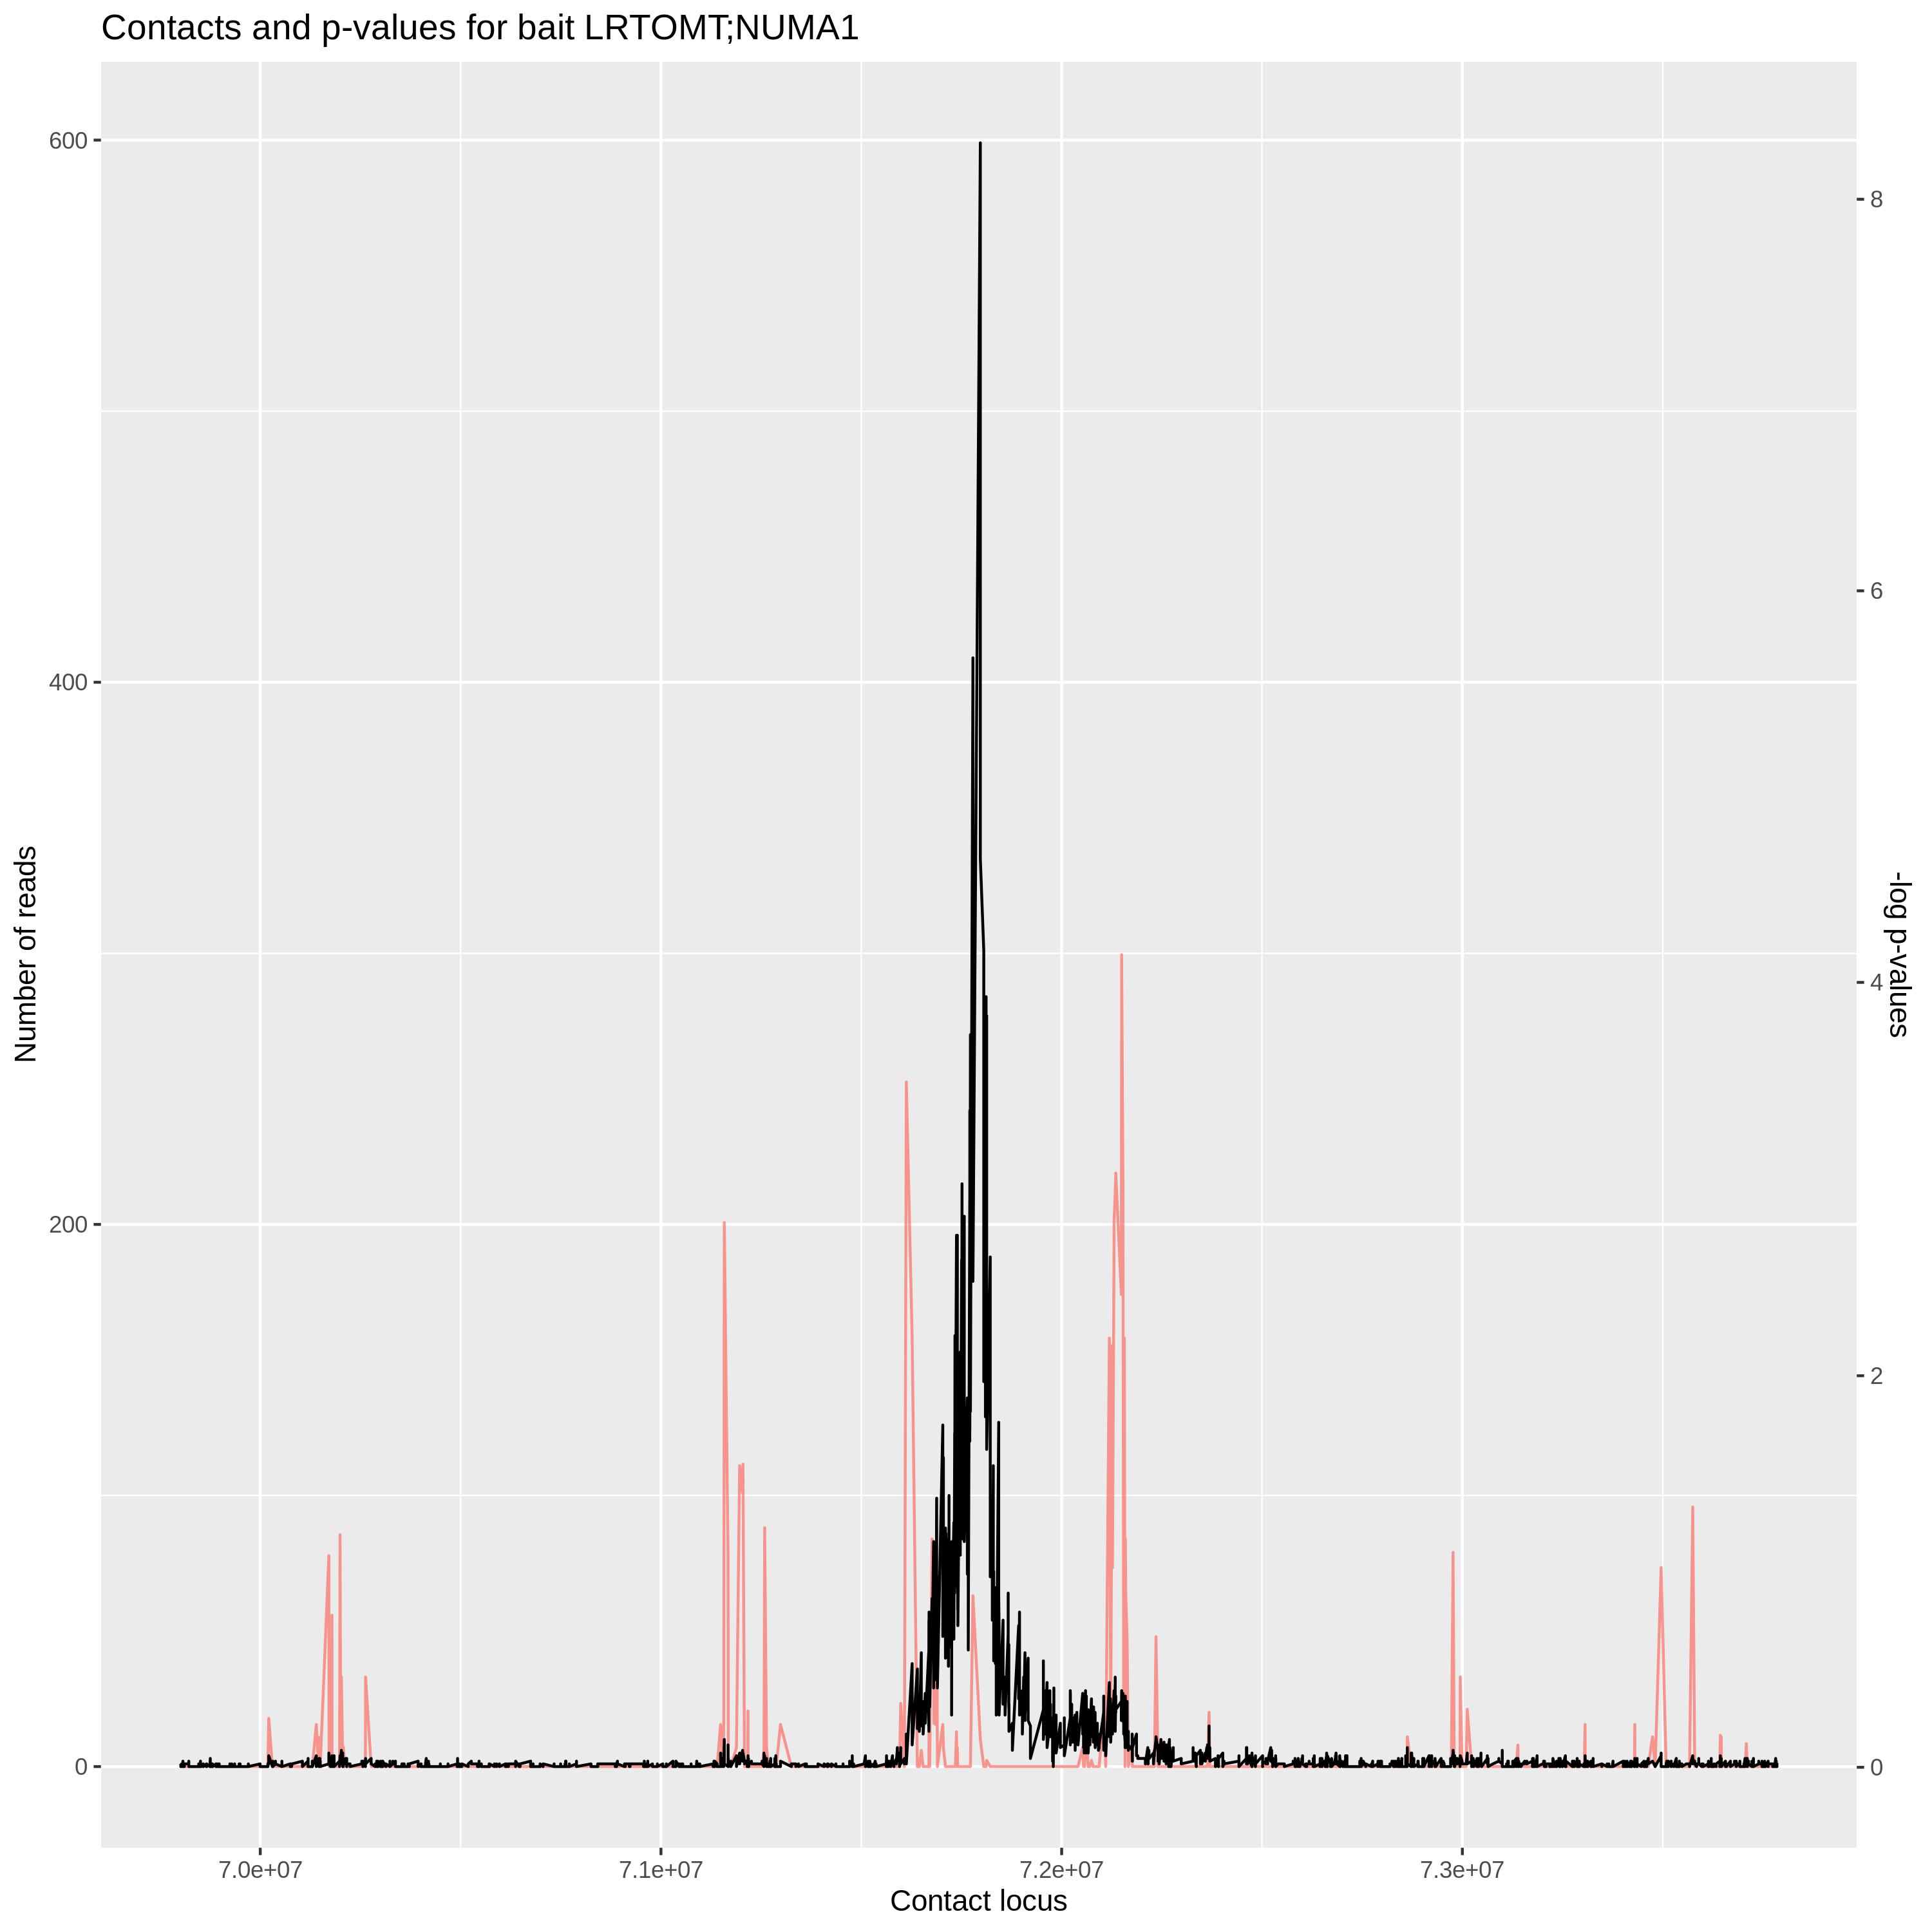 Contacts and p-values for bait LRTOMT;NUMA1
600
400
200
0
Number of reads
8
6
4
2
0
-log p-values
7.0e+07
7.1e+07
7.2e+07
7.3e+07
Contact locus